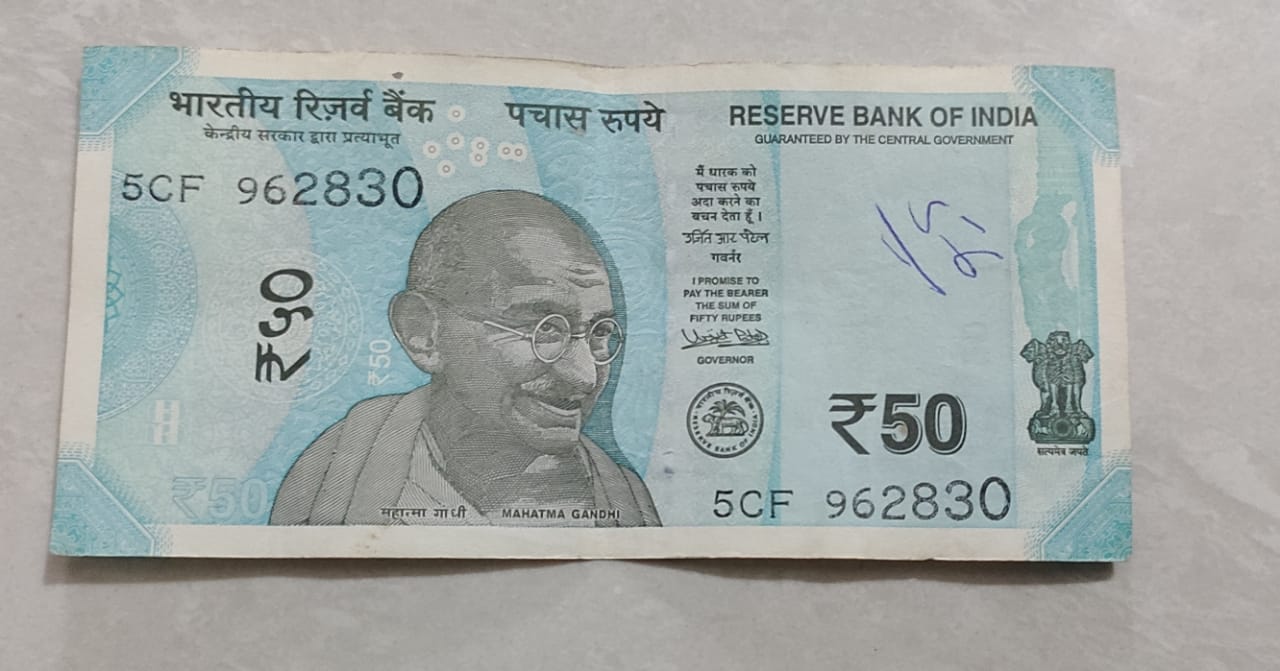 भारतीय रिज़र्व बैंक
केन्द्रीय सरकार द्वारा प्रत्याभूत
पचास रुपये
RESERVE BANK OF INDIA
GUARANTEED BY THE CENTRAL GOVERNMENT
5CF 962830
₹५०
₹50
₹50
मैं धारक को
पचास रुपये
अदा करने का
वचन देता हूँ ।
उर्जित आर पटेल
गवर्नर
I PROMISE TO
PAY THE BEARER
THE SUM OF
FIFTY RUPEES
GOVERNOR
भारतीय रिज़र्व बैंक
RESERVE BANK OF INDIA
₹50
सत्यमेव जयते
5CF 962830
महात्मा गांधी MAHATMA GANDHI